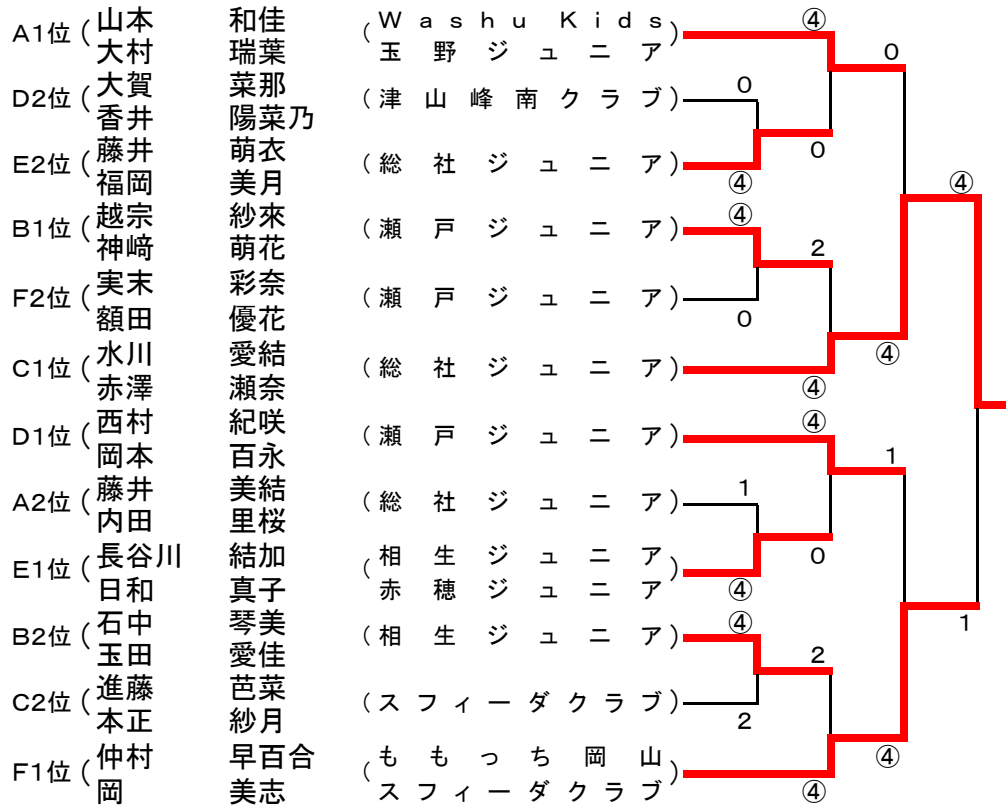 山本 和佳 Washu Kids ④
A1位 ( ( ) 0
大村 瑞葉 玉野ジュニア
大賀 菜那 0
D2位 ( (津山峰南クラブ)
香井 陽菜乃
藤井 萌衣 0
E2位 ( (総社ジュニア)
福岡 美月 ④ ④
越宗 紗來 ④
B1位 ( (瀬戸ジュニア)
神﨑 萌花 2
実末 彩奈
F2位 ( (瀬戸ジュニア)
額田 優花 0
水川 愛結 ④
C1位 ( (総社ジュニア)
赤澤 瀬奈 ④
西村 紀咲 ④
D1位 ( (瀬戸ジュニア)
岡本 百永 1
藤井 美結 1
A2位 ( (総社ジュニア)
内田 里桜
長谷川 結加 相生ジュニア 0
E1位 ( ( )
日和 真子 赤穂ジュニア ④
石中 琴美 ④ 1
B2位 ( (相生ジュニア)
玉田 愛佳 2
進藤 芭菜
C2位 ( (スフィーダクラブ)
本正 紗月 2
仲村 早百合 ももっち岡山 ④
F1位 ( ( )
岡 美志 スフィーダクラブ ④